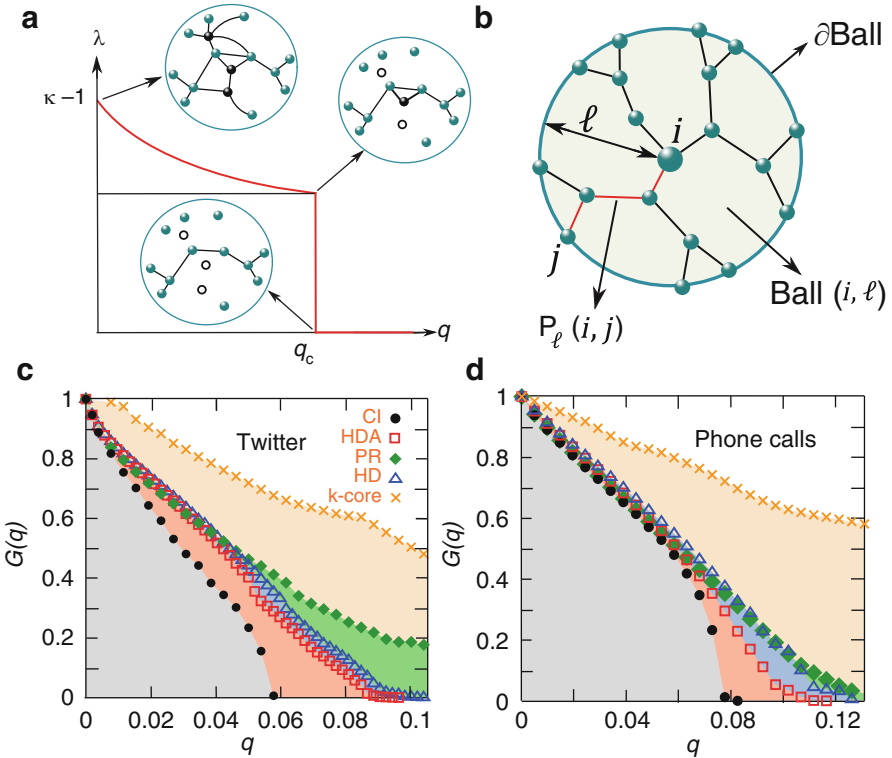 a
λ
κ −1
q
q_c
b
∂Ball
ℓ
i
j
P_ℓ (i, j)
Ball (i, ℓ)
c
Twitter
CI
HDA
PR
HD
k-core
G(q)
1
0.8
0.6
0.4
0.2
0
0 0.02 0.04 0.06 0.08 0.1
q
d
Phone calls
G(q)
1
0.8
0.6
0.4
0.2
0
0 0.04 0.08 0.12
q